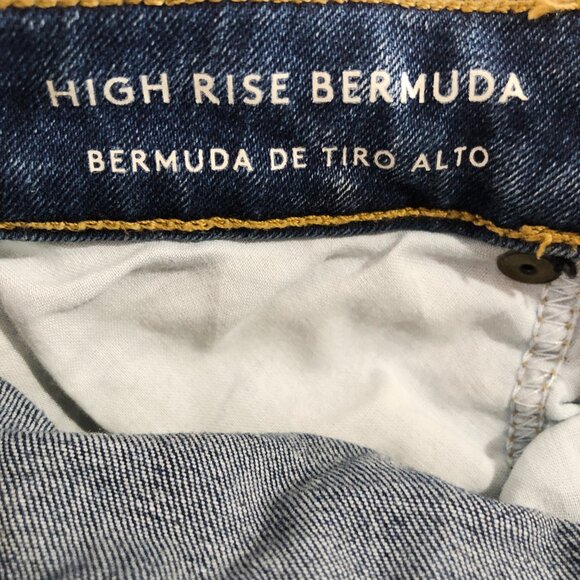 HIGH RISE BERMUDA
BERMUDA DE TIRO ALTO